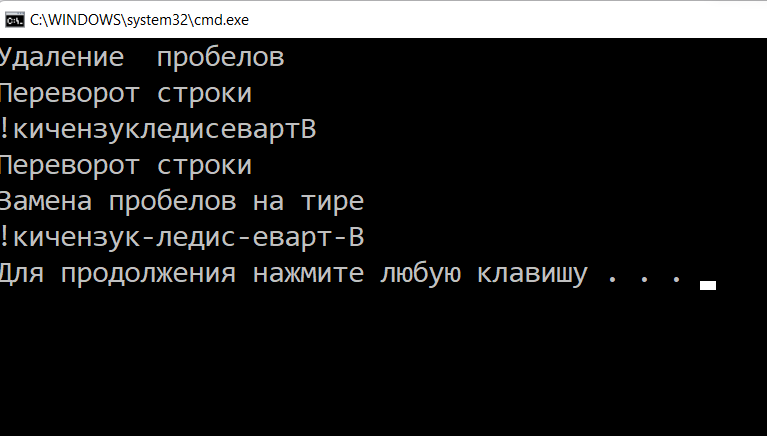 C:\WINDOWS\system32\cmd.exe
Удаление  пробелов
Переворот строки
!кичензукледисевартВ
Переворот строки
Замена пробелов на тире
!кичензук-ледис-еварт-В
Для продолжения нажмите любую клавишу . . .